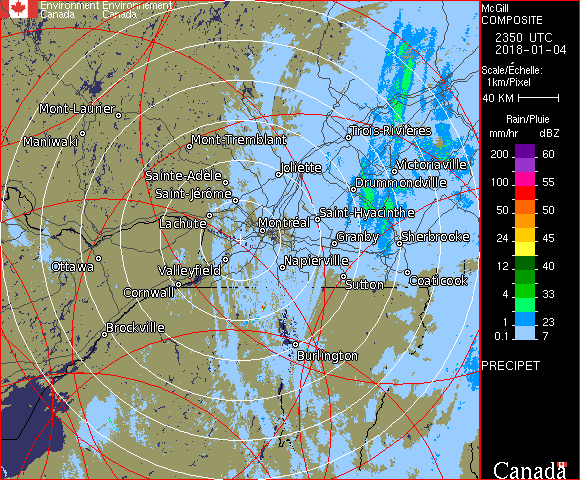 Environment Environnement
Canada Canada
McGill
COMPOSITE
2350 UTC
2018-01-04
Scale/Échelle:
1km/Pixel
40 KM
Rain/Pluie
mm/hr dBZ
200 60
100 55
50 50
24 45
12 40
4 33
1 23
0.1 7
PRECIPET
Canada
Mont-Laurier
Maniwaki
Mont-Tremblant
Trois-Rivières
Joliette
Victoriaville
Sainte-Adèle
Drummondville
Saint-Jérôme
Saint-Hyacinthe
Lachute
Montréal
Granby
Sherbrooke
Ottawa
Valleyfield
Napierville
Sutton
Coaticook
Cornwall
Brockville
Burlington